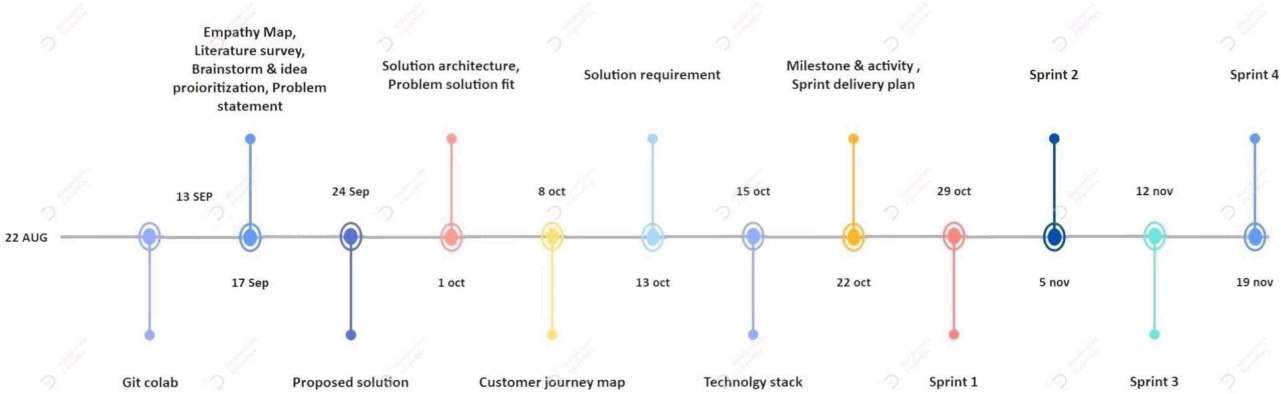 Empathy Map,
Literature survey,
Brainstorm & idea
proioritization, Problem
statement
Solution architecture,
Problem solution fit
Solution requirement
Milestone & activity ,
Sprint delivery plan
Sprint 2
Sprint 4
13 SEP
24 Sep
8 oct
15 oct
29 oct
12 nov
22 AUG
17 Sep
1 oct
13 oct
22 oct
5 nov
19 nov
Git colab
Proposed solution
Customer journey map
Technolgy stack
Sprint 1
Sprint 3